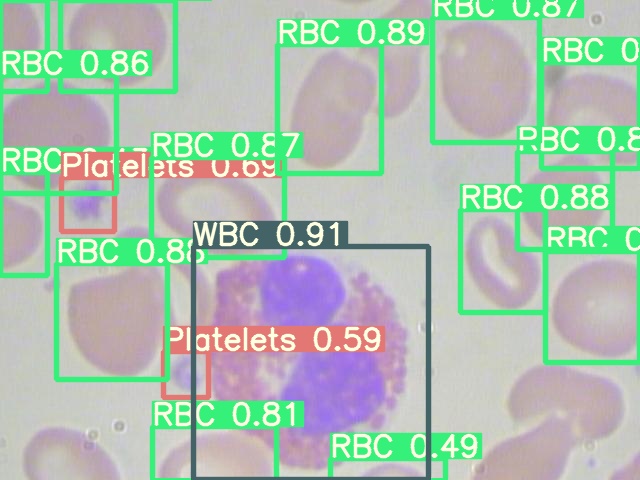 RBC 0.87
RBC 0.89
RBC 0.86
RBC 0
RBC 0.8
RBC 0.87
RBC
Platelets 0.69
RBC 0.88
WBC 0.91
RBC 0.88
RBC 0
Platelets 0.59
RBC 0.81
RBC 0.49